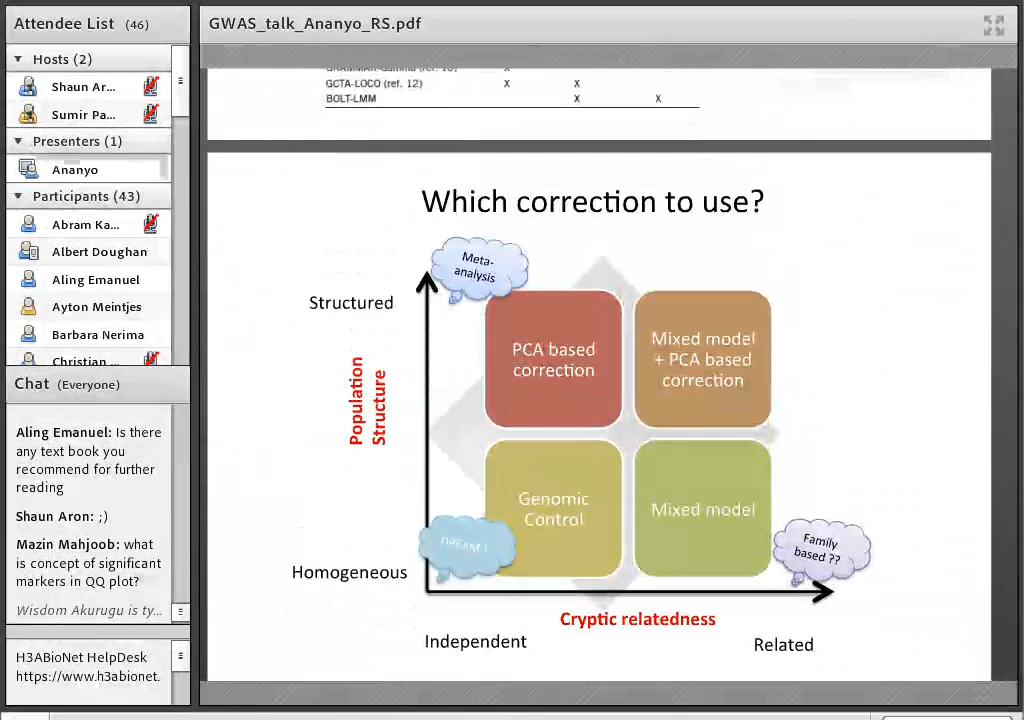 Attendee List (46)
Hosts (2)
Shaun Ar...
Sumir Pa...
Presenters (1)
Ananyo
Participants (43)
Abram Ka...
Albert Doughan
Aling Emanuel
Ayton Meintjes
Barbara Nerima
Christian ...
Chat (Everyone)
Aling Emanuel: Is there
any text book you
recommend for further
reading
Shaun Aron: ;)
Mazin Mahjoob: what
is concept of significant
markers in QQ plot?
Wisdom Akurugu is ty...
H3ABioNet HelpDesk
https://www.h3abionet.
GWAS_talk_Ananyo_RS.pdf
GRAMMAR-Gamma (ref. 10) X
GCTA-LOCO (ref. 12) X X
BOLT-LMM X X
Which correction to use?
Meta-
analysis
Structured
PCA based
correction
Mixed model
+ PCA based
correction
Population
Structure
Genomic
Control
Mixed model
DREAM !
Family
based ??
Homogeneous
Cryptic relatedness
Independent
Related